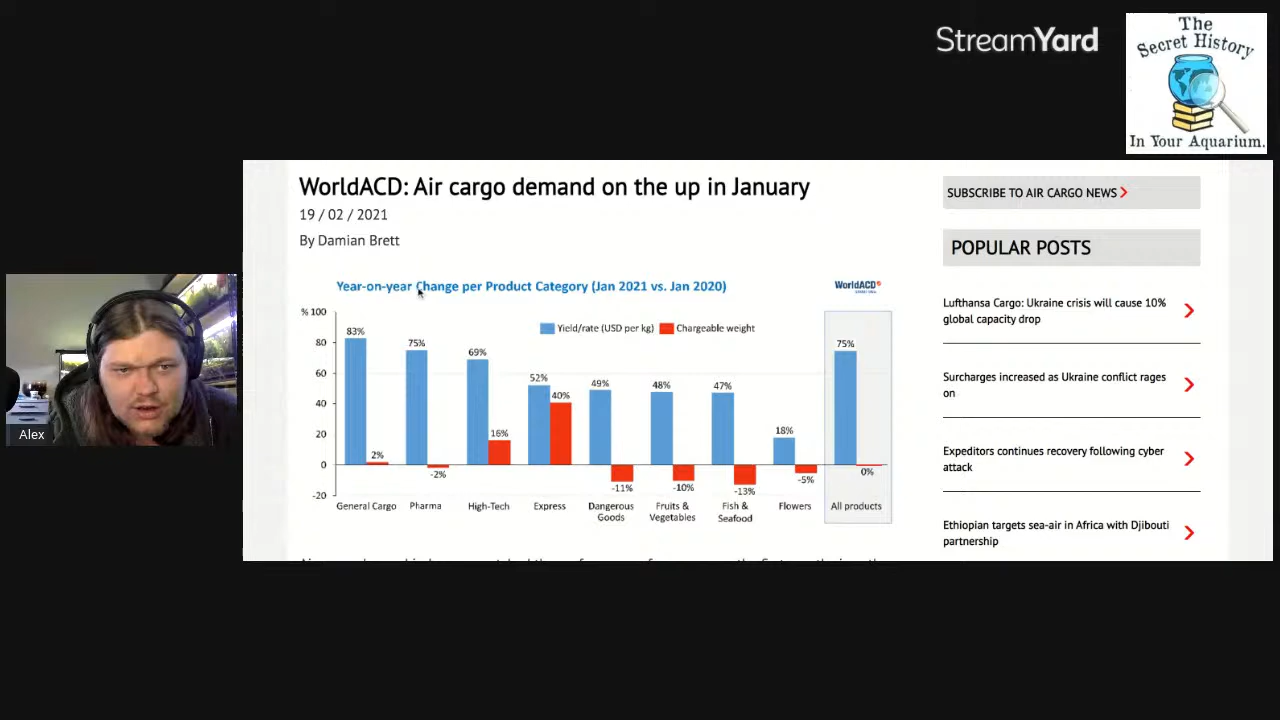 StreamYard
The
Secret History
In Your Aquarium.
WorldACD: Air cargo demand on the up in January
19 / 02 / 2021
By Damian Brett
Year-on-year Change per Product Category (Jan 2021 vs. Jan 2020)
WorldACD
% 100
80
60
40
20
0
-20
Yield/rate (USD per kg)
Chargeable weight
83%
2%
75%
-2%
69%
16%
52%
40%
49%
-11%
48%
-10%
47%
-13%
18%
-5%
75%
0%
General Cargo
Pharma
High-Tech
Express
Dangerous
Goods
Fruits &
Vegetables
Fish &
Seafood
Flowers
All products
SUBSCRIBE TO AIR CARGO NEWS
POPULAR POSTS
Lufthansa Cargo: Ukraine crisis will cause 10%
global capacity drop
Surcharges increased as Ukraine conflict rages
on
Expeditors continues recovery following cyber
attack
Ethiopian targets sea-air in Africa with Djibouti
partnership
Alex